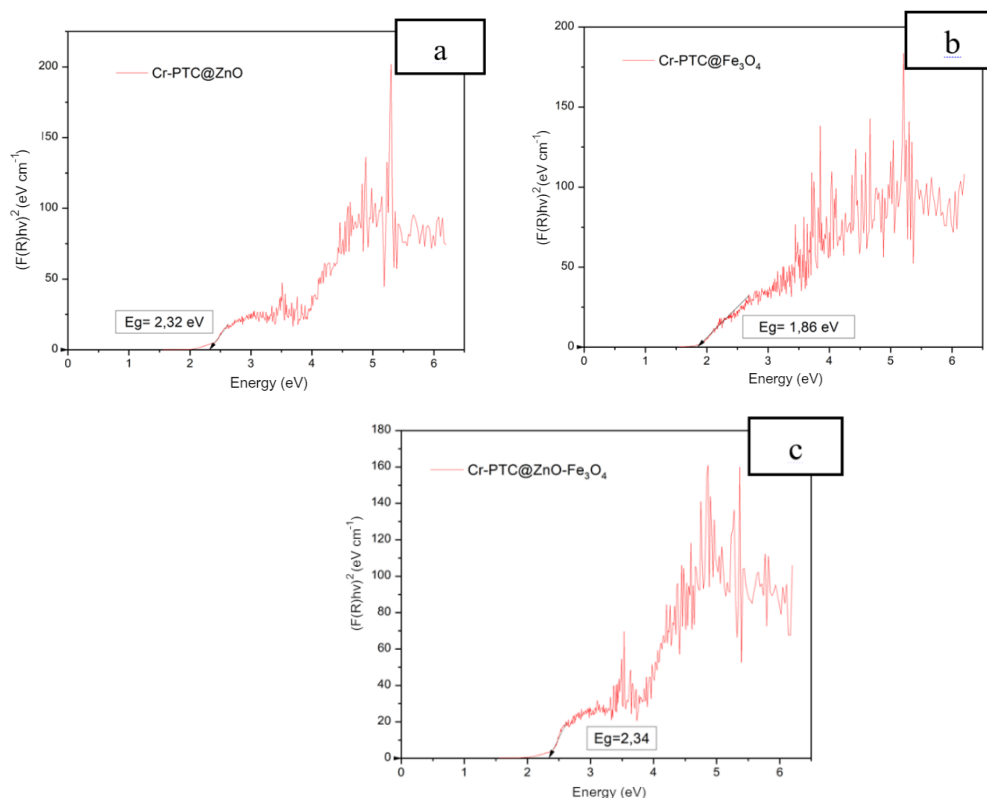 a
200
150
100
50
0
(F(R)hv)² (eV cm⁻¹)
Cr-PTC@ZnO
Eg= 2,32 eV
0 1 2 3 4 5 6
Energy (eV)
b
200
150
100
50
0
(F(R)hv)² (eV cm⁻¹)
Cr-PTC@Fe₃O₄
Eg= 1,86 eV
0 1 2 3 4 5 6
Energy (eV)
c
180
160
140
120
100
80
60
40
20
0
(F(R)hv)² (eV cm⁻¹)
Cr-PTC@ZnO-Fe₃O₄
Eg=2,34
0 1 2 3 4 5 6
Energy (eV)